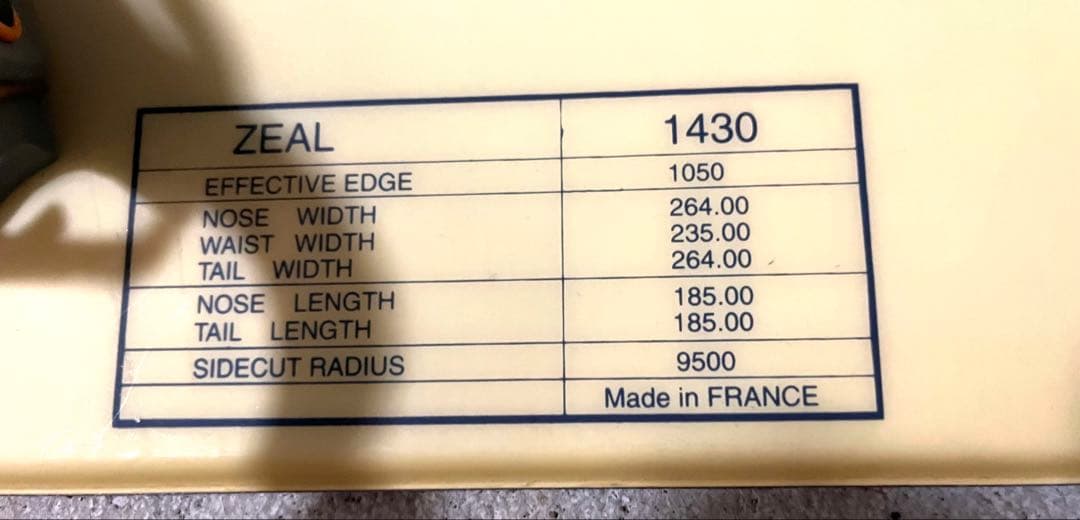 ZEAL 1430
EFFECTIVE EDGE 1050
NOSE WIDTH 264.00
WAIST WIDTH 235.00
TAIL WIDTH 264.00
NOSE LENGTH 185.00
TAIL LENGTH 185.00
SIDECUT RADIUS 9500
Made in FRANCE